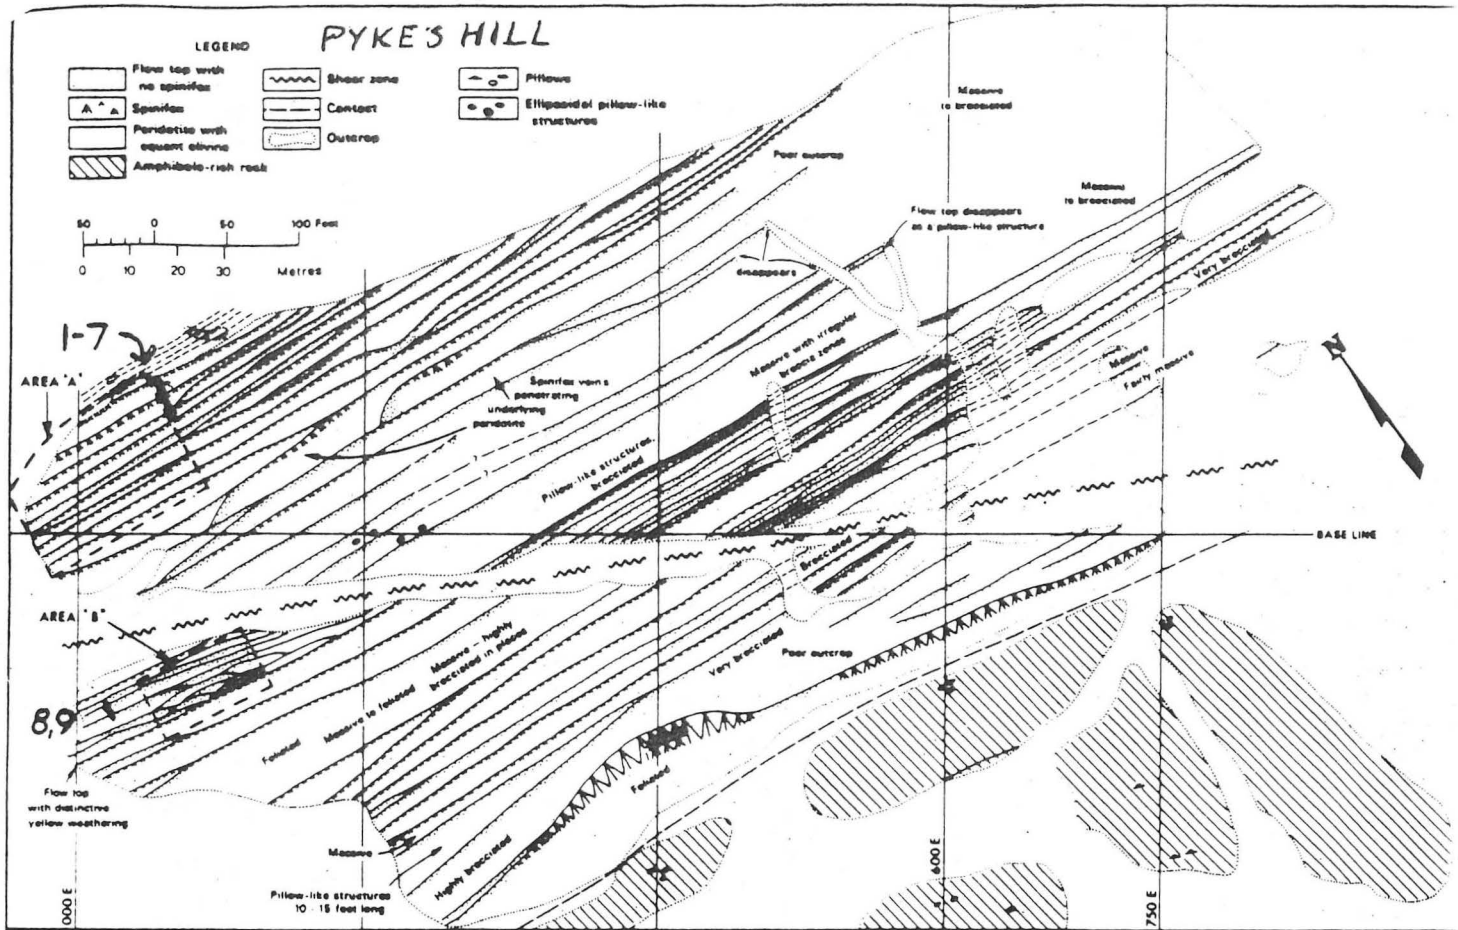 PYKE'S HILL
LEGEND
Flow top with
no spinifex
Spinifex
Peridotite with
equant olivine
Amphibole-rich rock
Shear zone
Contact
Outcrop
Pillows
Ellipsoidal pillow-like
structures
50 0 50 100 Feet
0 10 20 30 Metres
Massive
to brecciated
Poor outcrop
Massive
to brecciated
Flow top disappears
as a pillow-like structure
disappears
Very brecciated
1-7
AREA "A"
Massive with irregular
breccia zones
Massive
Fairly massive
N
Spinifex veins
penetrating
underlying
peridotite
?
?
Pillow-like structures,
brecciated
BASE LINE
Brecciated
AREA "B"
Massive - highly
brecciated in places
Very brecciated
Poor outcrop
8,9
Foliated
Massive to foliated
Foliated
Flow top
with distinctive
yellow weathering
Massive
Highly brecciated
Pillow-like structures
10 - 15 feet long
000 E
600 E
750 E